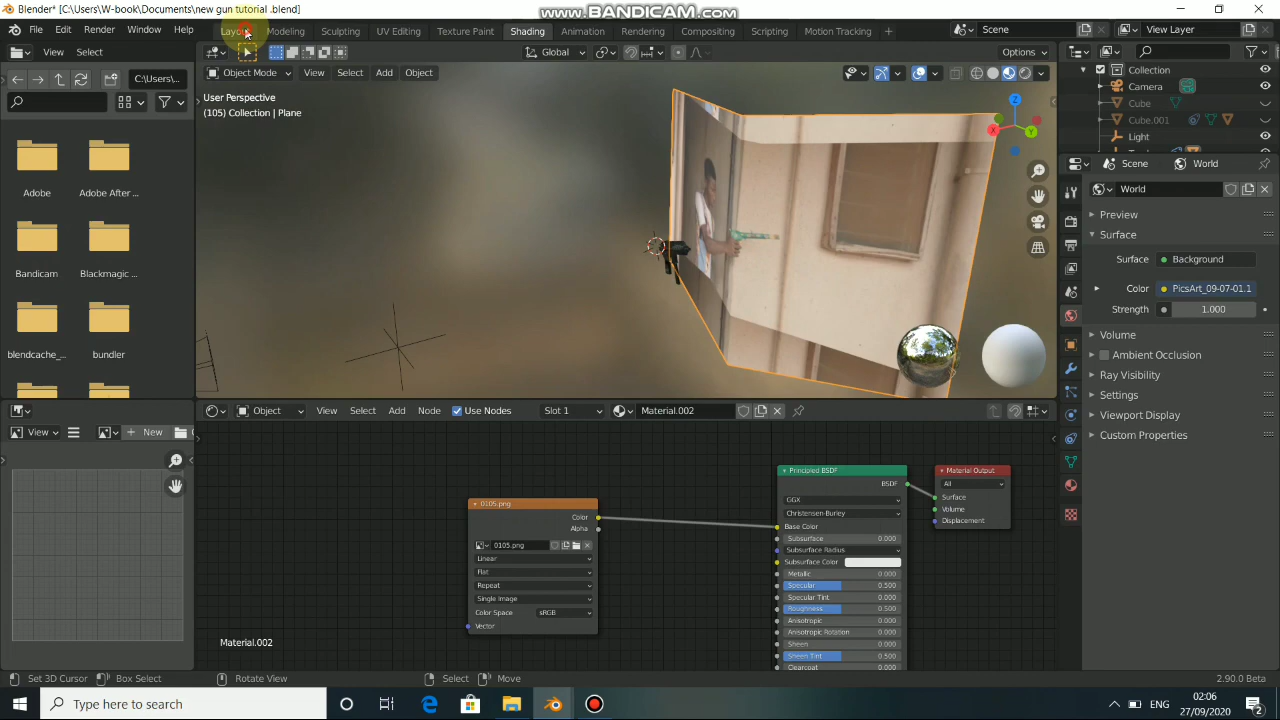 Blender* [C:\Users\W-book\Documents\new gun tutorial .blend]
www.BANDICAM.com
File Edit Render Window Help
Layout Modeling Sculpting UV Editing Texture Paint Shading Animation Rendering Compositing Scripting Motion Tracking +
Scene
View Layer
View Select
Global
Options
Object Mode View Select Add Object
C:\Users\W...
User Perspective
(105) Collection | Plane
Z
X
Y
Collection
Camera
Cube
Cube.001
Light
Scene > World
World
Preview
Surface
Surface Background
Color PicsArt_09-07-01.1
Strength 1.000
Volume
Ambient Occlusion
Ray Visibility
Settings
Viewport Display
Custom Properties
Adobe
Adobe After ...
Bandicam
Blackmagic ...
blendcache_...
bundler
Object View Select Add Node Use Nodes Slot 1 Material.002
View
New
0105.png
Color
Alpha
0105.png
Linear
Flat
Repeat
Single Image
Color Space sRGB
Vector
Principled BSDF
BSDF
GGX
Christensen-Burley
Base Color
Subsurface 0.000
Subsurface Radius
Subsurface Color
Metallic 0.000
Specular 0.500
Specular Tint 0.000
Roughness 0.500
Anisotropic 0.000
Anisotropic Rotation 0.000
Sheen 0.000
Sheen Tint 0.500
Clearcoat 0.000
Material Output
All
Surface
Volume
Displacement
Material.002
Set 3D Cursor
Box Select
Rotate View
Select
Move
2.90.0 Beta
Type here to search
ENG
02:06
27/09/2020
2